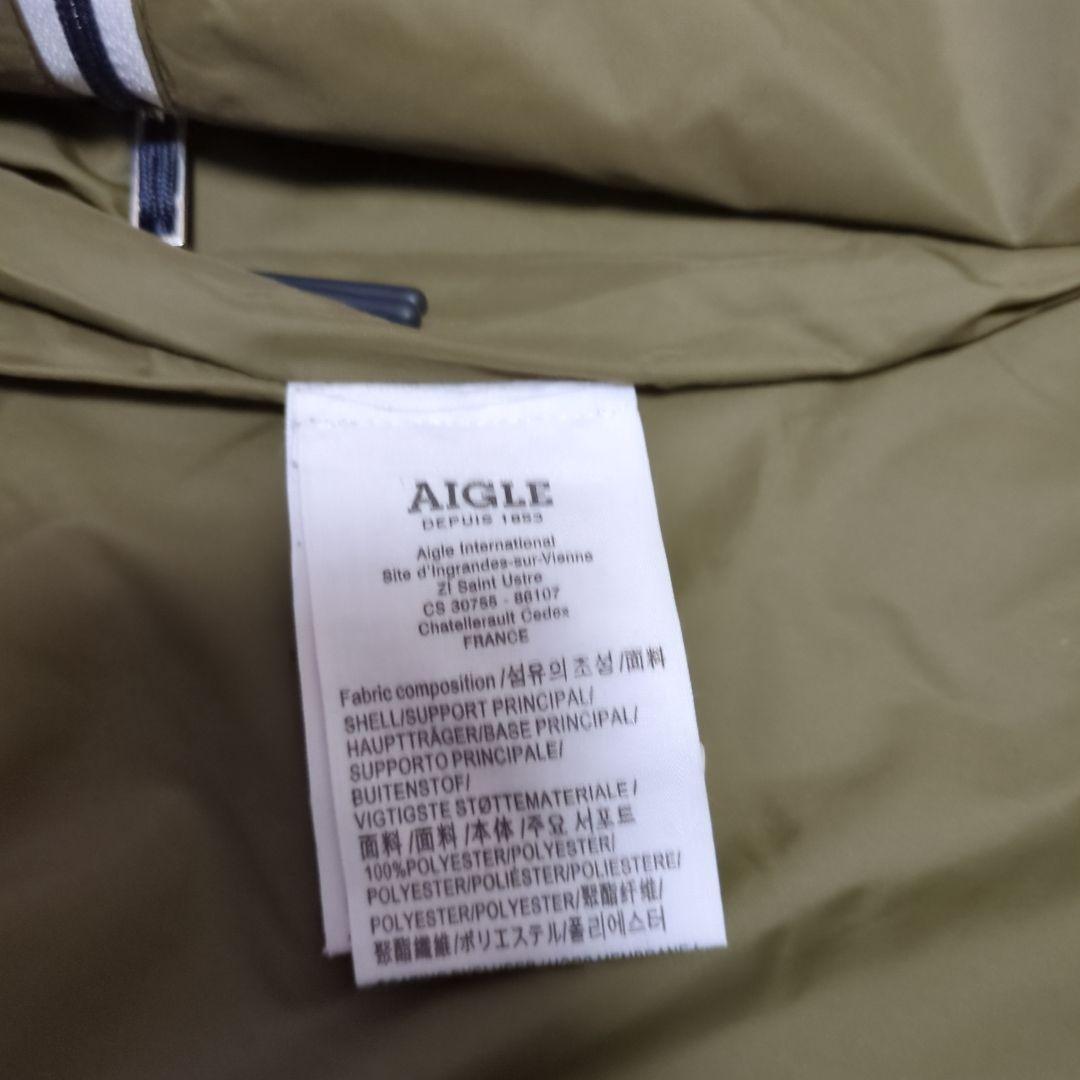 AIGLE
DEPUIS 1853
Aigle International
Site d'Ingrandes-sur-Vienne
ZI Saint Ustre
CS 30755 - 86107
Chatellerault Cedex
FRANCE
Fabric composition /섬유의 조성 /面料
SHELL/SUPPORT PRINCIPAL/
HAUPTTRÄGER/BASE PRINCIPAL/
SUPPORTO PRINCIPALE/
BUITENSTOF/
VIGTIGSTE STØTTEMATERIALE /
面料 /面料 /本体 /주요 서포트
100%POLYESTER/POLYESTER/
POLYESTER/POLIÉSTER/POLIESTERE/
POLYESTER/POLYESTER/聚酯纤维/
聚酯纖維/ポリエステル/폴리에스터